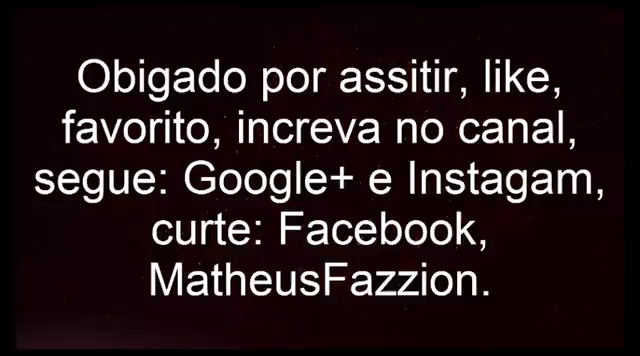 Obigado por assitir, like,
favorito, increva no canal,
segue: Google+ e Instagam,
curte: Facebook,
MatheusFazzion.